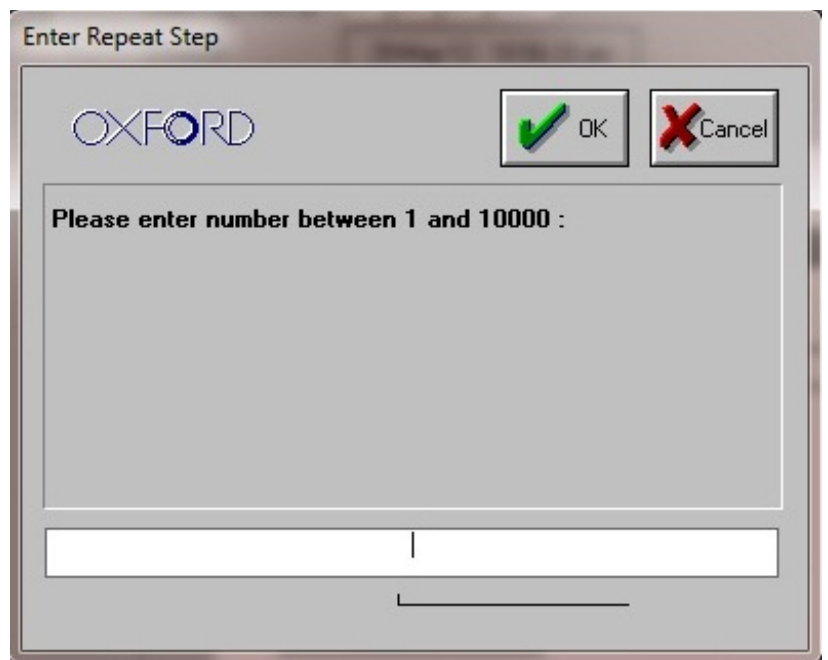 Enter Repeat Step
OXFORD
OK
Cancel
Please enter number between 1 and 10000 :